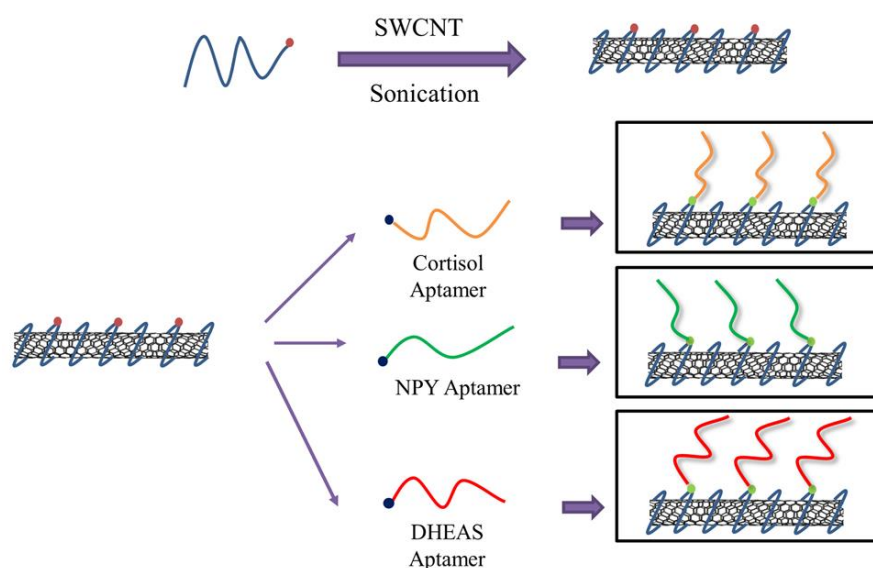 SWCNT
Sonication
Cortisol
Aptamer
NPY Aptamer
DHEAS
Aptamer